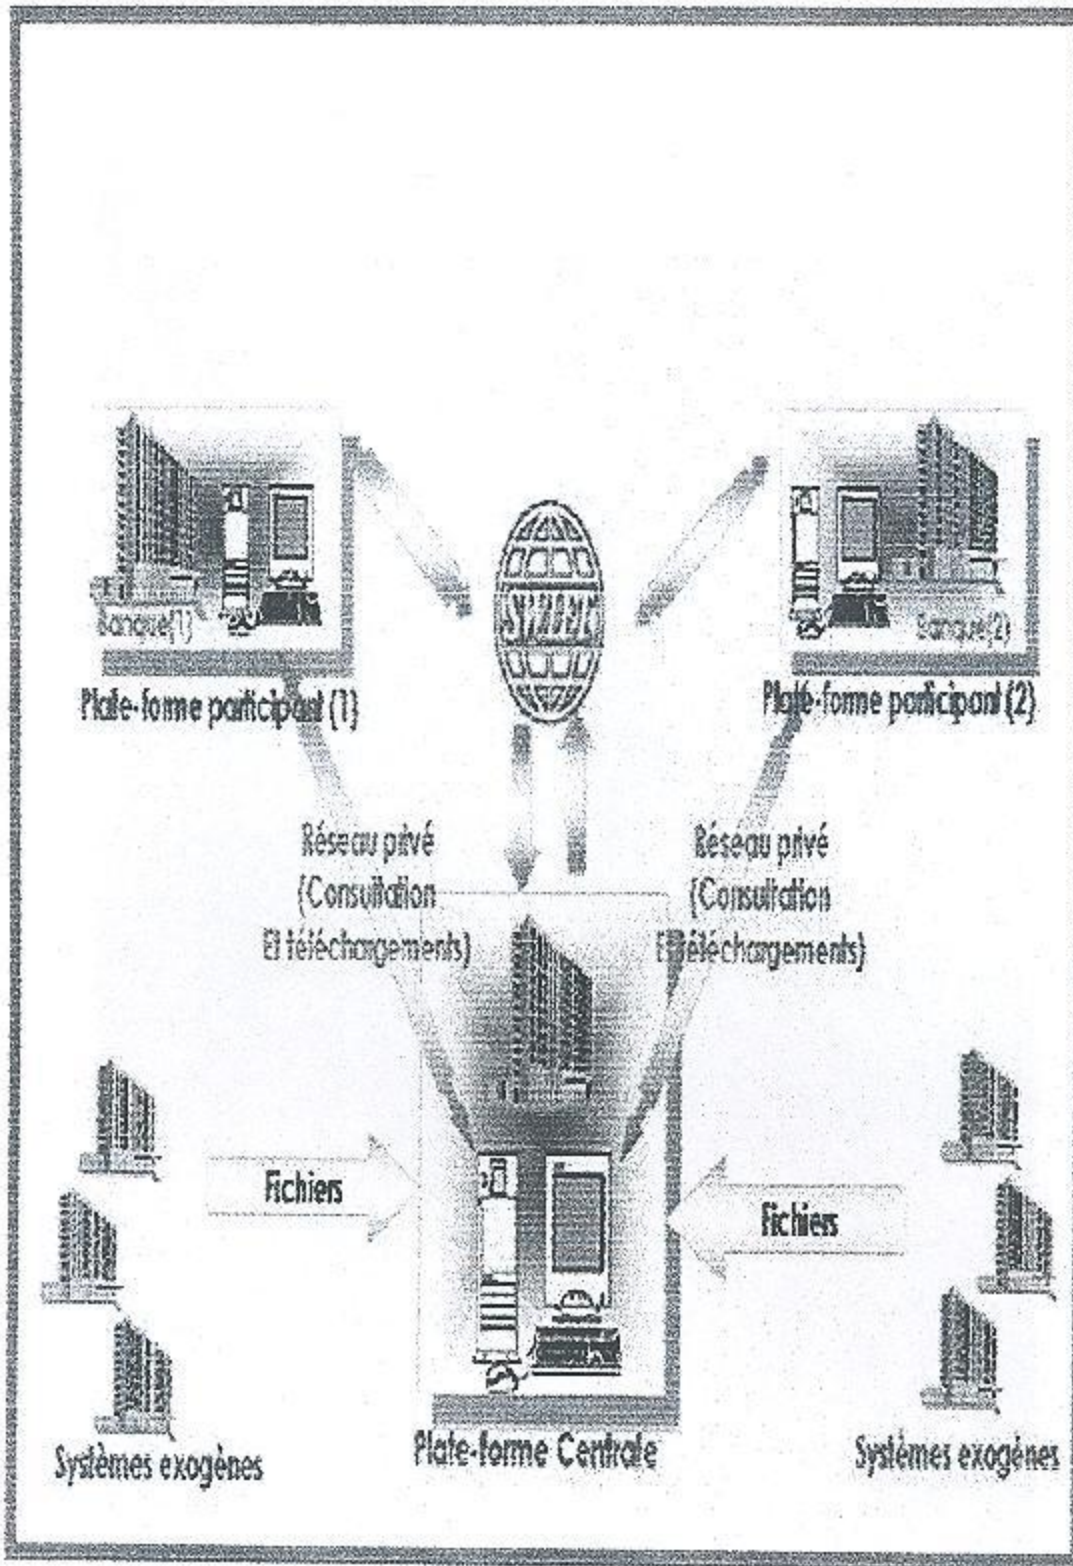 SWIFT
Banque(1)
Banque(2)
Plate-forme participant (1)
Plate-forme participant (2)
Réseau privé
(Consultation
Et téléchargements)
Réseau privé
(Consultation
Et téléchargements)
Fichiers
Fichiers
Systèmes exogènes
Plate-forme Centrale
Systèmes exogènes